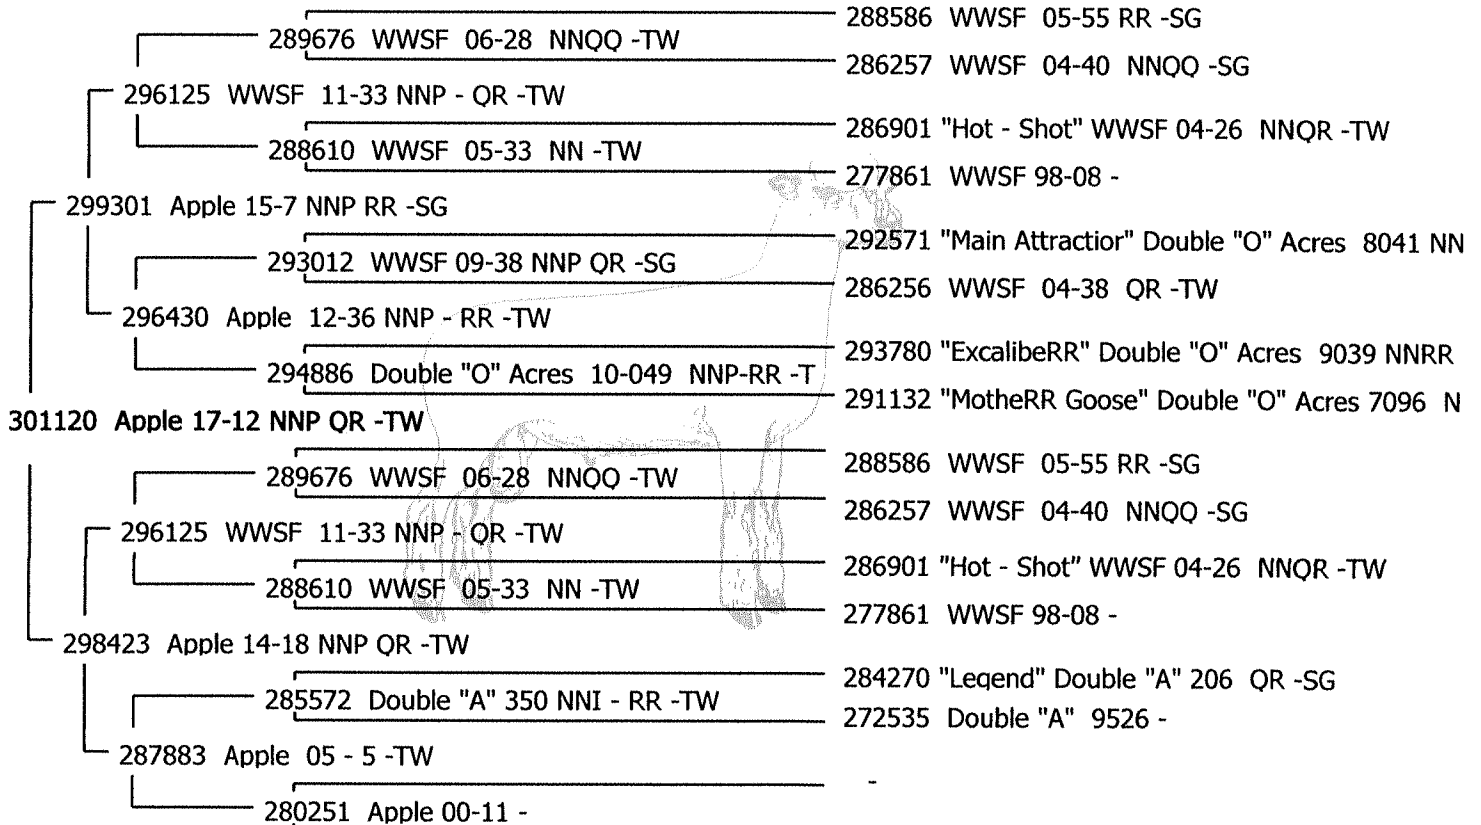 288586 WWSF 05-55 RR -SG
289676 WWSF 06-28 NNQQ -TW
286257 WWSF 04-40 NNQQ -SG
296125 WWSF 11-33 NNP - QR -TW
286901 "Hot - Shot" WWSF 04-26 NNQR -TW
288610 WWSF 05-33 NN -TW
277861 WWSF 98-08 -
299301 Apple 15-7 NNP RR -SG
292571 "Main Attractior" Double "O" Acres 8041 NN
293012 WWSF 09-38 NNP QR -SG
286256 WWSF 04-38 QR -TW
296430 Apple 12-36 NNP - RR -TW
293780 "ExcalibeRR" Double "O" Acres 9039 NNRR
294886 Double "O" Acres 10-049 NNP-RR -T
291132 "MotheRR Goose" Double "O" Acres 7096 N
301120 Apple 17-12 NNP QR -TW
288586 WWSF 05-55 RR -SG
289676 WWSF 06-28 NNQQ -TW
286257 WWSF 04-40 NNQQ -SG
296125 WWSF 11-33 NNP - QR -TW
286901 "Hot - Shot" WWSF 04-26 NNQR -TW
288610 WWSF 05-33 NN -TW
277861 WWSF 98-08 -
298423 Apple 14-18 NNP QR -TW
284270 "Legend" Double "A" 206 QR -SG
285572 Double "A" 350 NNI - RR -TW
272535 Double "A" 9526 -
287883 Apple 05 - 5 -TW
-
280251 Apple 00-11 -